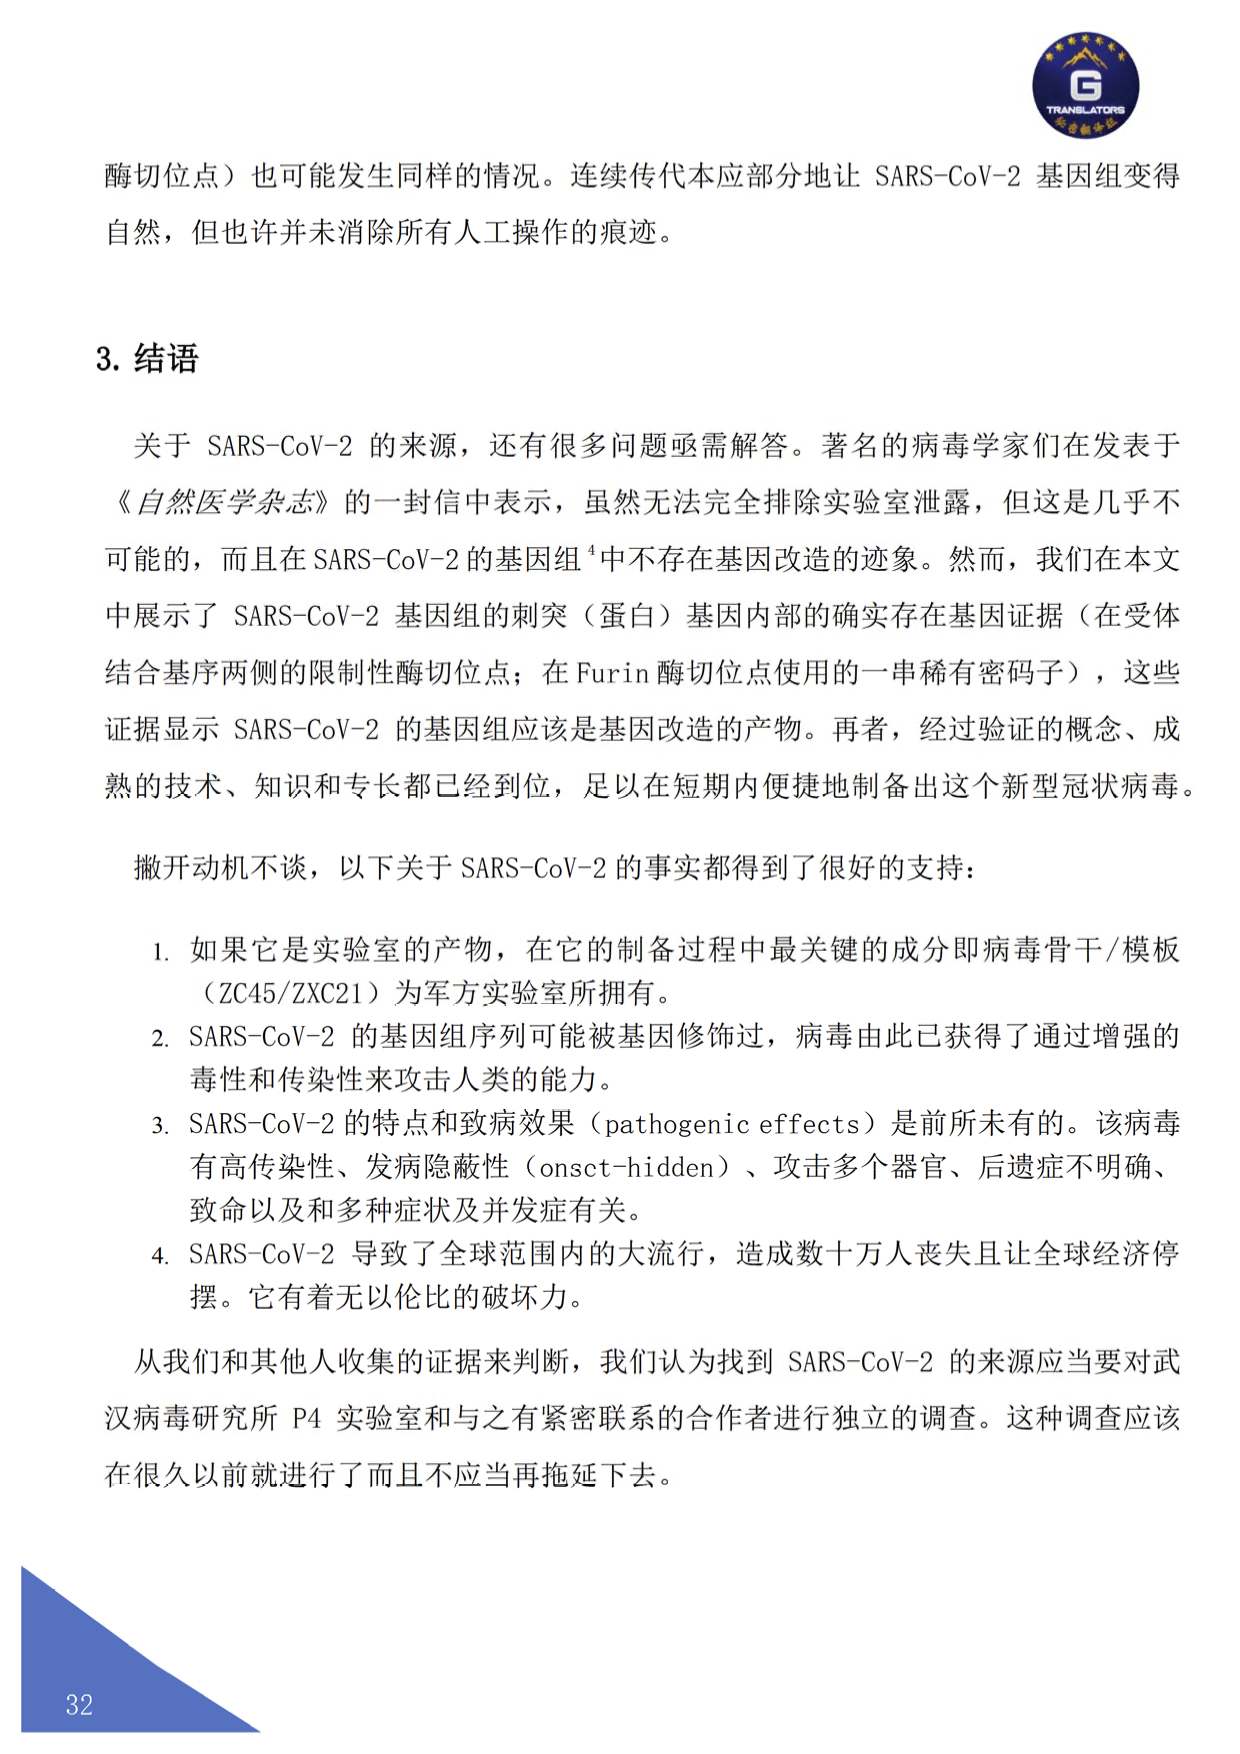 G
TRANSLATORS
酶切位点）也可能发生同样的情况。连续传代本应部分地让 SARS-CoV-2 基因组变得
自然，但也许并未消除所有人工操作的痕迹。
3. 结语
关于 SARS-CoV-2 的来源，还有很多问题亟需解答。著名的病毒学家们在发表于
《自然医学杂志》的一封信中表示，虽然无法完全排除实验室泄露，但这是几乎不
可能的，而且在 SARS-CoV-2 的基因组 4 中不存在基因改造的迹象。然而，我们在本文
中展示了 SARS-CoV-2 基因组的刺突（蛋白）基因内部的确实存在基因证据（在受体
结合基序两侧的限制性酶切位点；在 Furin 酶切位点使用的一串稀有密码子），这些
证据显示 SARS-CoV-2 的基因组应该是基因改造的产物。再者，经过验证的概念、成
熟的技术、知识和专长都已经到位，足以在短期内便捷地制备出这个新型冠状病毒。
撇开动机不谈，以下关于 SARS-CoV-2 的事实都得到了很好的支持：
1. 如果它是实验室的产物，在它的制备过程中最关键的成分即病毒骨干/模板
（ZC45/ZXC21）为军方实验室所拥有。
2. SARS-CoV-2 的基因组序列可能被基因修饰过，病毒由此已获得了通过增强的
毒性和传染性来攻击人类的能力。
3. SARS-CoV-2 的特点和致病效果（pathogenic effects）是前所未有的。该病毒
有高传染性、发病隐蔽性（onsct-hidden）、攻击多个器官、后遗症不明确、
致命以及和多种症状及并发症有关。
4. SARS-CoV-2 导致了全球范围内的大流行，造成数十万人丧失且让全球经济停
摆。它有着无以伦比的破坏力。
从我们和其他人收集的证据来判断，我们认为找到 SARS-CoV-2 的来源应当要对武
汉病毒研究所 P4 实验室和与之有紧密联系的合作者进行独立的调查。这种调查应该
在很久以前就进行了而且不应当再拖延下去。
32